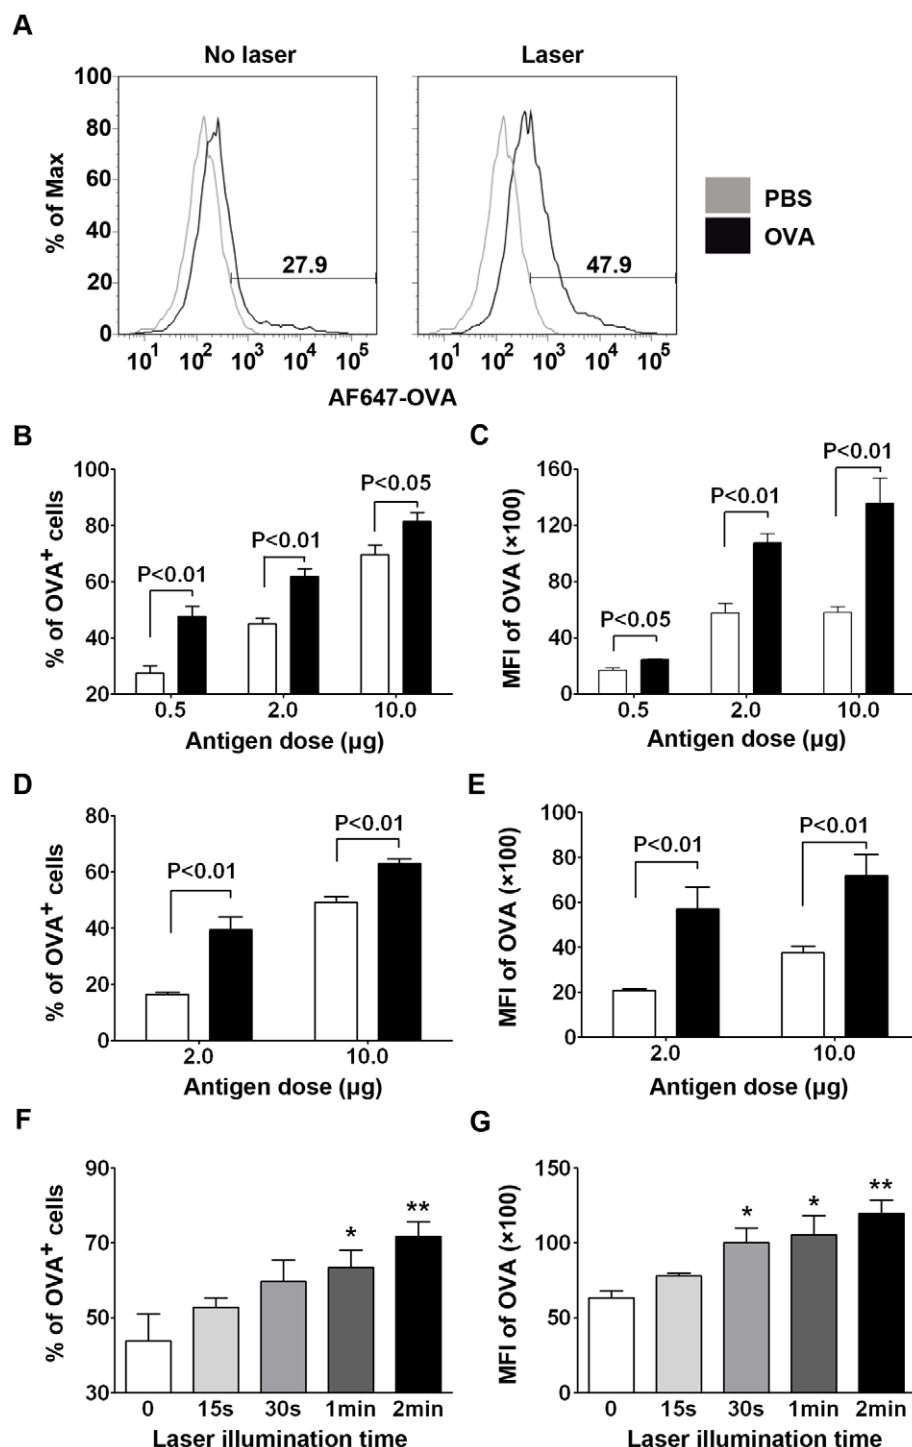 A
No laser
Laser
100
80
60
40
20
0
% of Max
27.9
47.9
PBS
OVA
10¹ 10² 10³ 10⁴ 10⁵
10¹ 10² 10³ 10⁴ 10⁵
AF647-OVA
B
100
80
60
40
20
% of OVA⁺ cells
P<0.01
P<0.01
P<0.05
0.5 2.0 10.0
Antigen dose (µg)
C
160
120
80
40
0
MFI of OVA (×100)
P<0.05
P<0.01
P<0.01
0.5 2.0 10.0
Antigen dose (µg)
D
80
60
40
20
0
% of OVA⁺ cells
P<0.01
P<0.01
2.0 10.0
Antigen dose (µg)
E
100
80
60
40
20
0
MFI of OVA (×100)
P<0.01
P<0.01
2.0 10.0
Antigen dose (µg)
F
90
70
50
30
% of OVA⁺ cells
* **
0 15s 30s 1min 2min
Laser illumination time
G
150
100
50
0
MFI of OVA (×100)
* * **
0 15s 30s 1min 2min
Laser illumination time